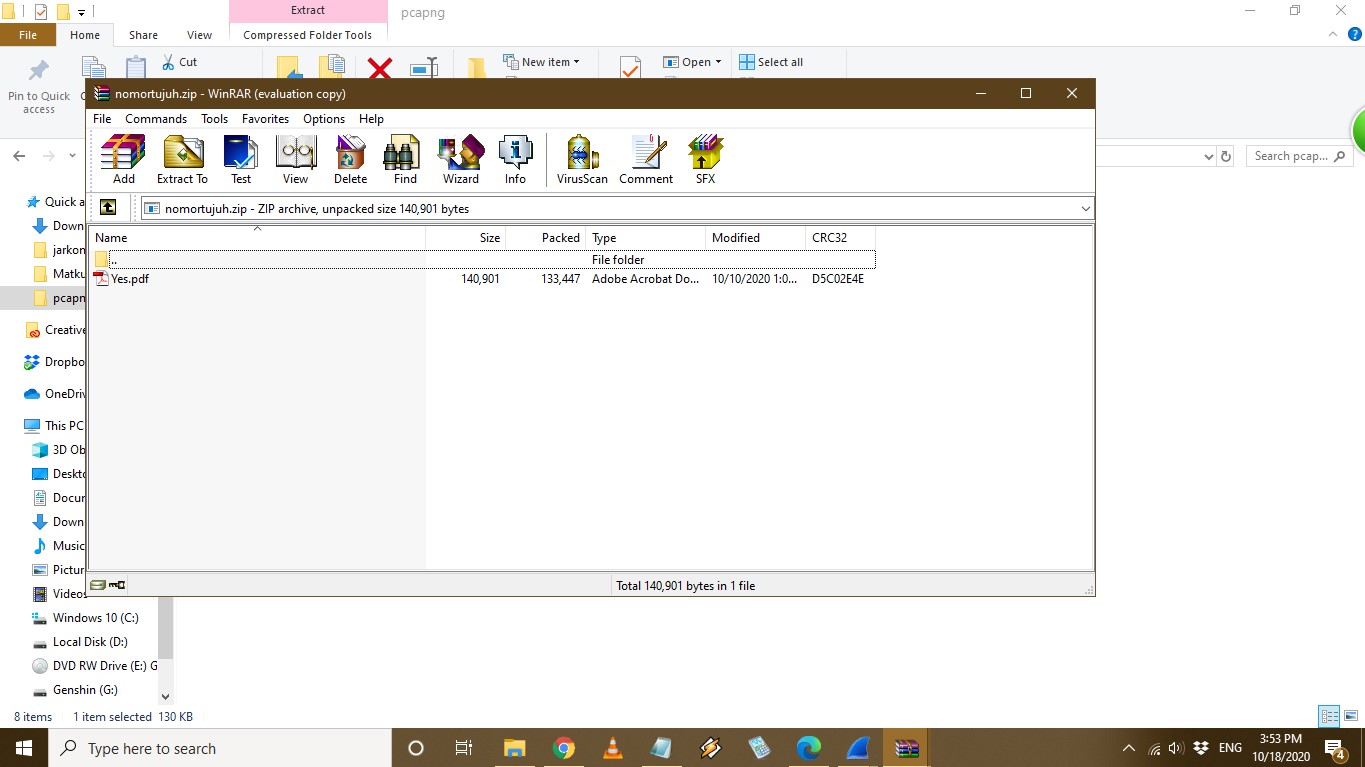 Extract
pcapng
File
Home
Share
View
Compressed Folder Tools
Cut
New item
Open
Select all
Pin to Quick
access
nomortujuh.zip - WinRAR (evaluation copy)
File Commands Tools Favorites Options Help
Add Extract To Test View Delete Find Wizard Info VirusScan Comment SFX
Search pcap...
nomortujuh.zip - ZIP archive, unpacked size 140,901 bytes
Name Size Packed Type Modified CRC32
.. File folder
Yes.pdf 140,901 133,447 Adobe Acrobat Do... 10/10/2020 1:0... D5C02E4E
Total 140,901 bytes in 1 file
Quick a
Down
jarkon
Matku
pcapn
Creative
Dropbo
OneDriv
This PC
3D Ob
Deskto
Docur
Down
Music
Pictur
Videos
Windows 10 (C:)
Local Disk (D:)
DVD RW Drive (E:) G
Genshin (G:)
8 items 1 item selected 130 KB
Type here to search
ENG
3:53 PM
10/18/2020
4